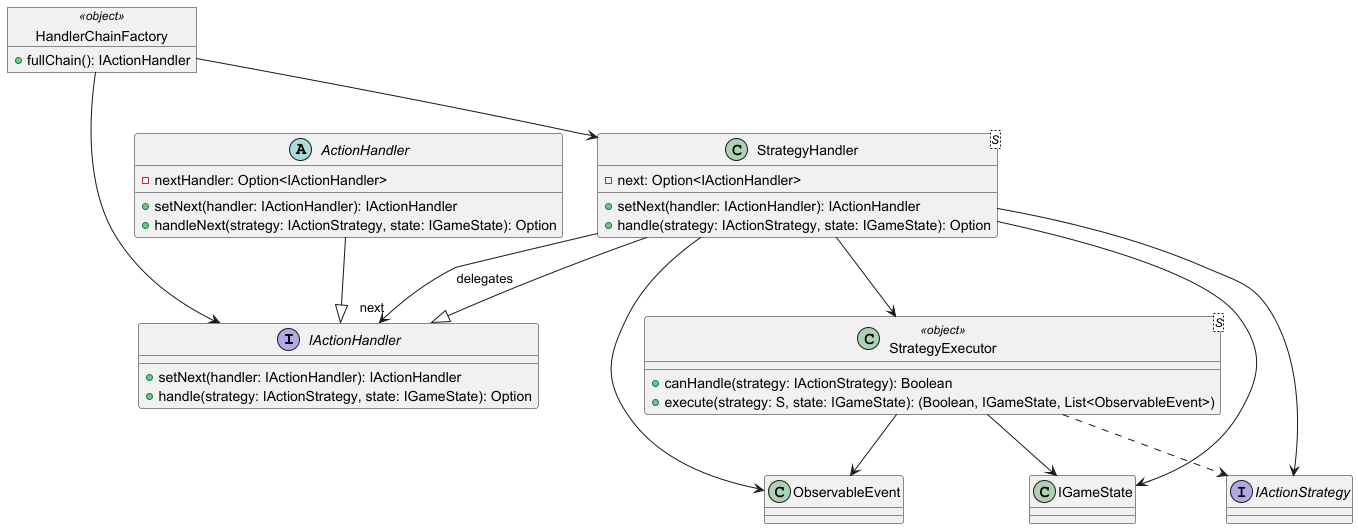 «object»
HandlerChainFactory
fullChain(): IActionHandler
A ActionHandler
nextHandler: Option<IActionHandler>
setNext(handler: IActionHandler): IActionHandler
handleNext(strategy: IActionStrategy, state: IGameState): Option
C StrategyHandler
S
next: Option<IActionHandler>
setNext(handler: IActionHandler): IActionHandler
handle(strategy: IActionStrategy, state: IGameState): Option
delegates
next
I IActionHandler
setNext(handler: IActionHandler): IActionHandler
handle(strategy: IActionStrategy, state: IGameState): Option
S
«object»
C StrategyExecutor
canHandle(strategy: IActionStrategy): Boolean
execute(strategy: S, state: IGameState): (Boolean, IGameState, List<ObservableEvent>)
C ObservableEvent
C IGameState
I IActionStrategy